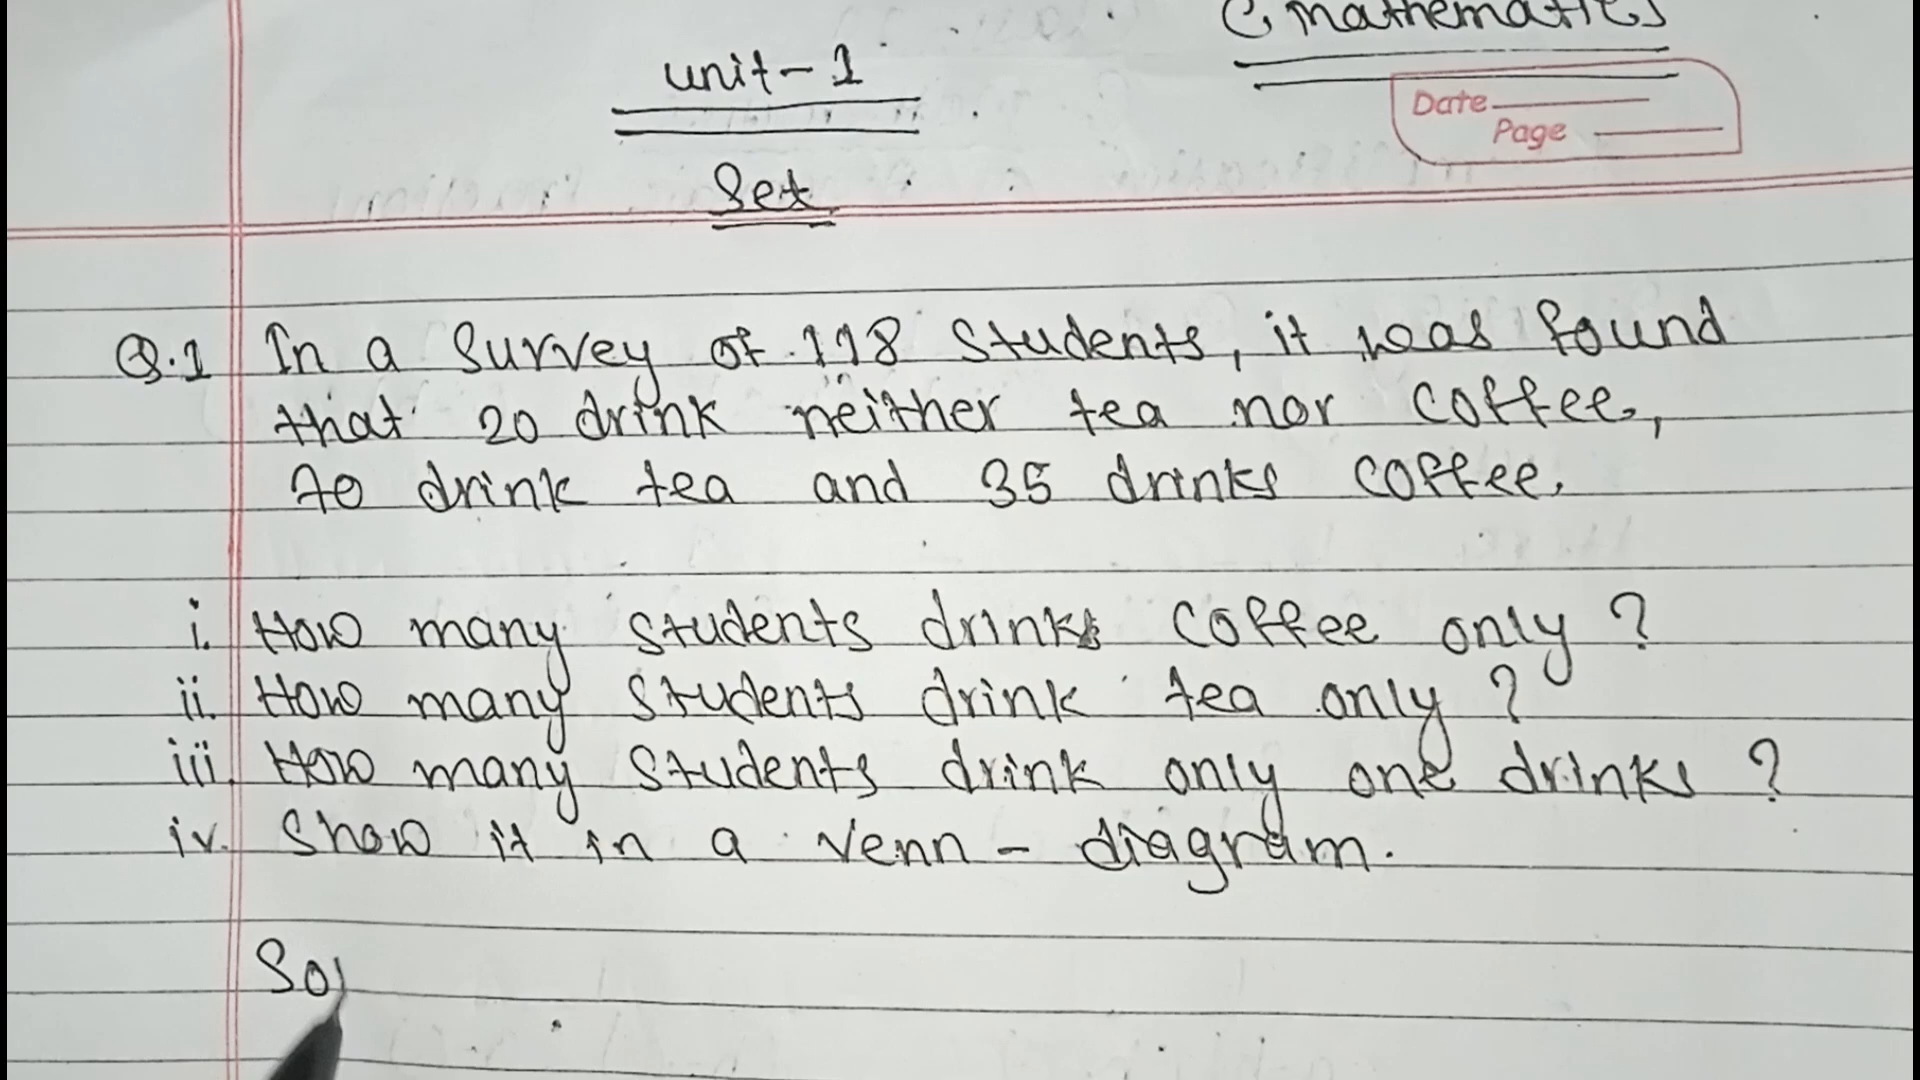 C. Mathematics
Unit-1
Date
Page
Set
Q.1 In a Survey of 118 Students, it was found
that 20 drink neither tea nor coffee,
70 drink tea and 35 drinks coffee.
i. How many students drinks coffee only?
ii. How many students drink tea only?
iii. How many students drink only one drinks?
iv. Show it in a venn-diagram.
Sol